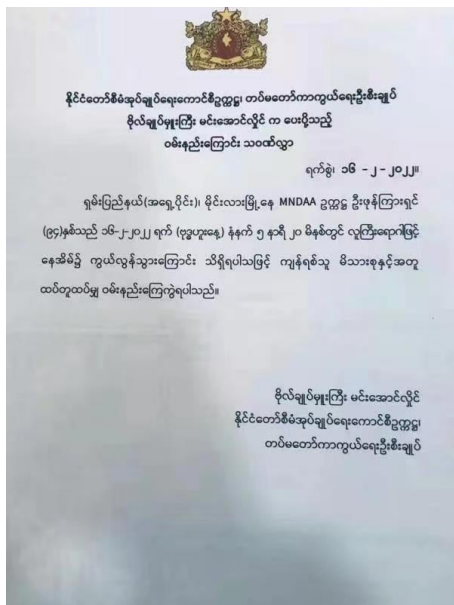 နိုင်ငံတော်စီမံအုပ်ချုပ်ရေးကောင်စီဥက္ကဋ္ဌ၊ တပ်မတော်ကာကွယ်ရေးဦးစီးချုပ်
ဗိုလ်ချုပ်မှူးကြီး မင်းအောင်လှိုင် က ပေးပို့သည့်
ဝမ်းနည်းကြောင်း သဝဏ်လွှာ
ရက်စွဲ၊ ၁၆ - ၂ - ၂၀၂၂။
ရှမ်းပြည်နယ်(အရှေ့ပိုင်း)၊ မိုင်းလားမြို့နေ MNDAA ဥက္ကဋ္ဌ ဦးဖုန်ကြားရှင်
(၉၄)နှစ်သည် ၁၆-၂-၂၀၂၂ ရက် (ဗုဒ္ဓဟူးနေ့) နံနက် ၅ နာရီ ၂၀ မိနစ်တွင် လူကြီးရောဂါဖြင့်
နေအိမ်၌ ကွယ်လွန်သွားကြောင်း သိရှိရပါသဖြင့် ကျန်ရစ်သူ မိသားစုနှင့်အတူ
ထပ်တူထပ်မျှ ဝမ်းနည်းကြေကွဲရပါသည်။
ဗိုလ်ချုပ်မှူးကြီး မင်းအောင်လှိုင်
နိုင်ငံတော်စီမံအုပ်ချုပ်ရေးကောင်စီဥက္ကဋ္ဌ၊
တပ်မတော်ကာကွယ်ရေးဦးစီးချုပ်